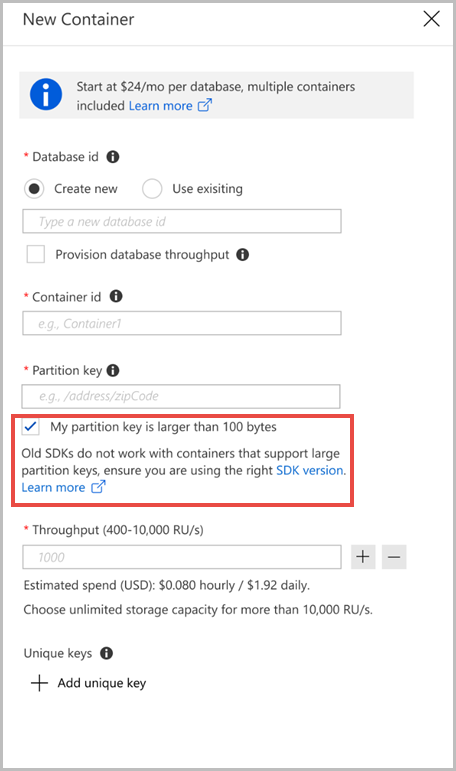 New Container
Start at $24/mo per database, multiple containers
included Learn more
* Database id
Create new
Use exisiting
Type a new database id
Provision database throughput
* Container id
e.g., Container1
* Partition key
e.g., /address/zipCode
My partition key is larger than 100 bytes
Old SDKs do not work with containers that support large
partition keys, ensure you are using the right SDK version.
Learn more
* Throughput (400-10,000 RU/s)
1000
Estimated spend (USD): $0.080 hourly / $1.92 daily.
Choose unlimited storage capacity for more than 10,000 RU/s.
Unique keys
Add unique key